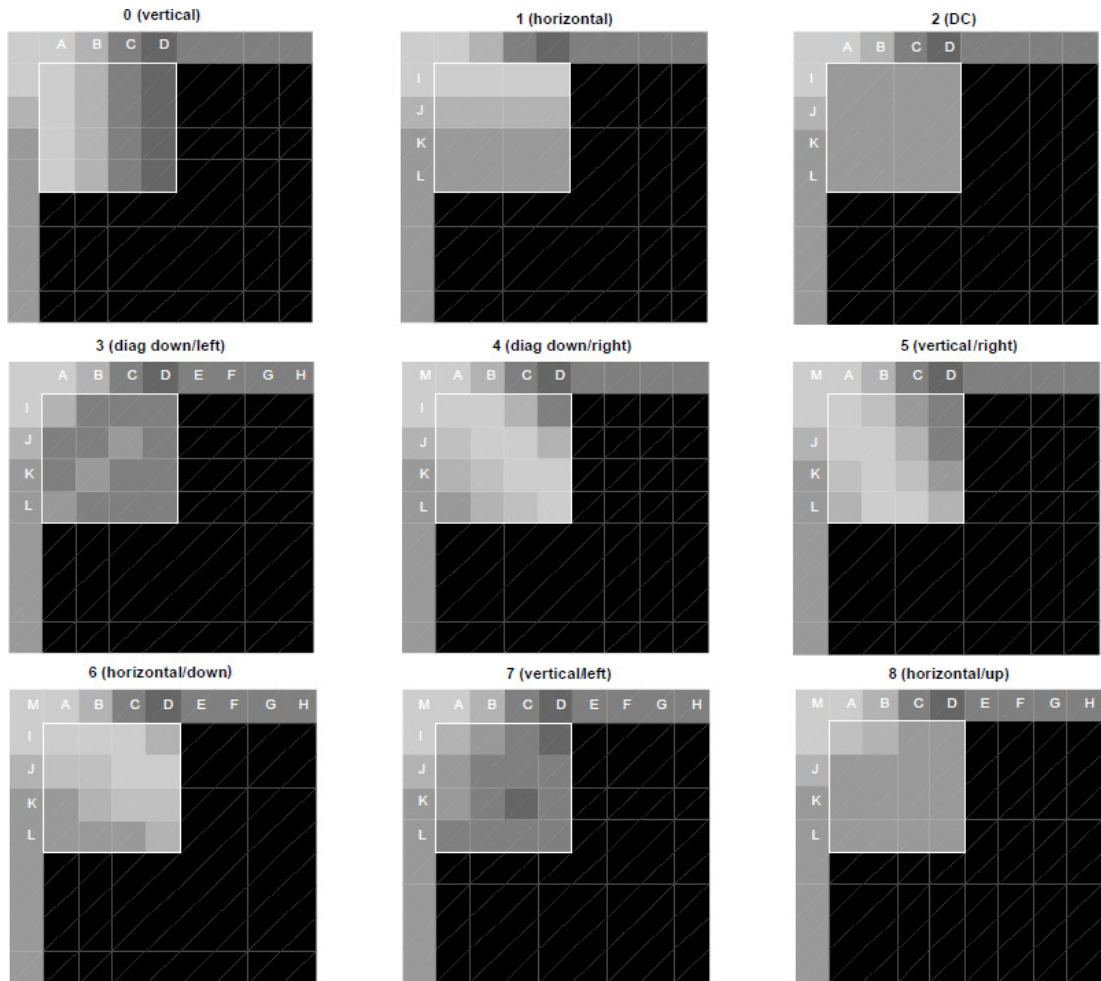 0 (vertical)
1 (horizontal)
2 (DC)
A B C D
I
J
K
L
A B C D
I
J
K
L
3 (diag down/left)
4 (diag down/right)
5 (vertical/right)
A B C D E F G H
I
J
K
L
M A B C D
I
J
K
L
M A B C D
J
K
L
6 (horizontal/down)
7 (vertical/left)
8 (horizontal/up)
M A B C D E F G H
I
J
K
L
M A B C D E F G H
I
J
K
L
M A B C D E F G H
I
J
K
L